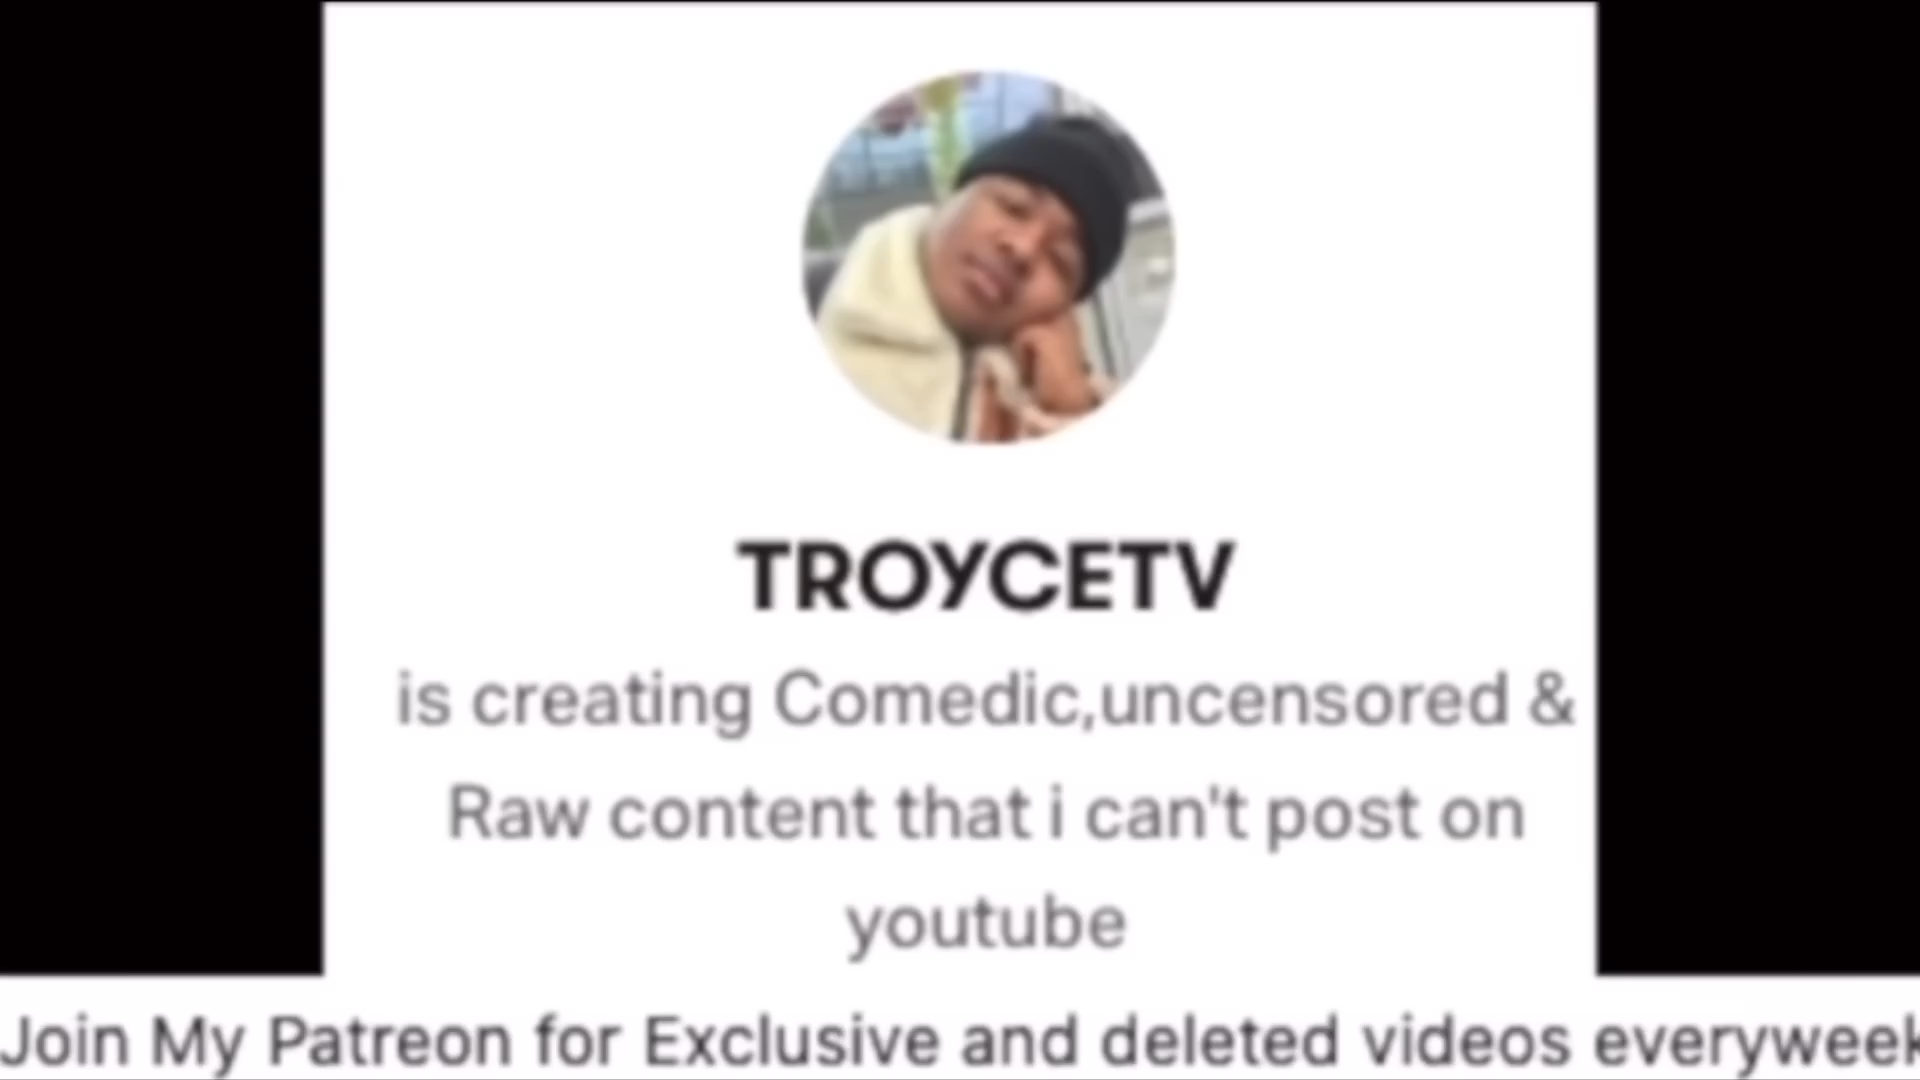 TROYCETV
is creating Comedic,uncensored &
Raw content that i can't post on
youtube
Join My Patreon for Exclusive and deleted videos everyweek